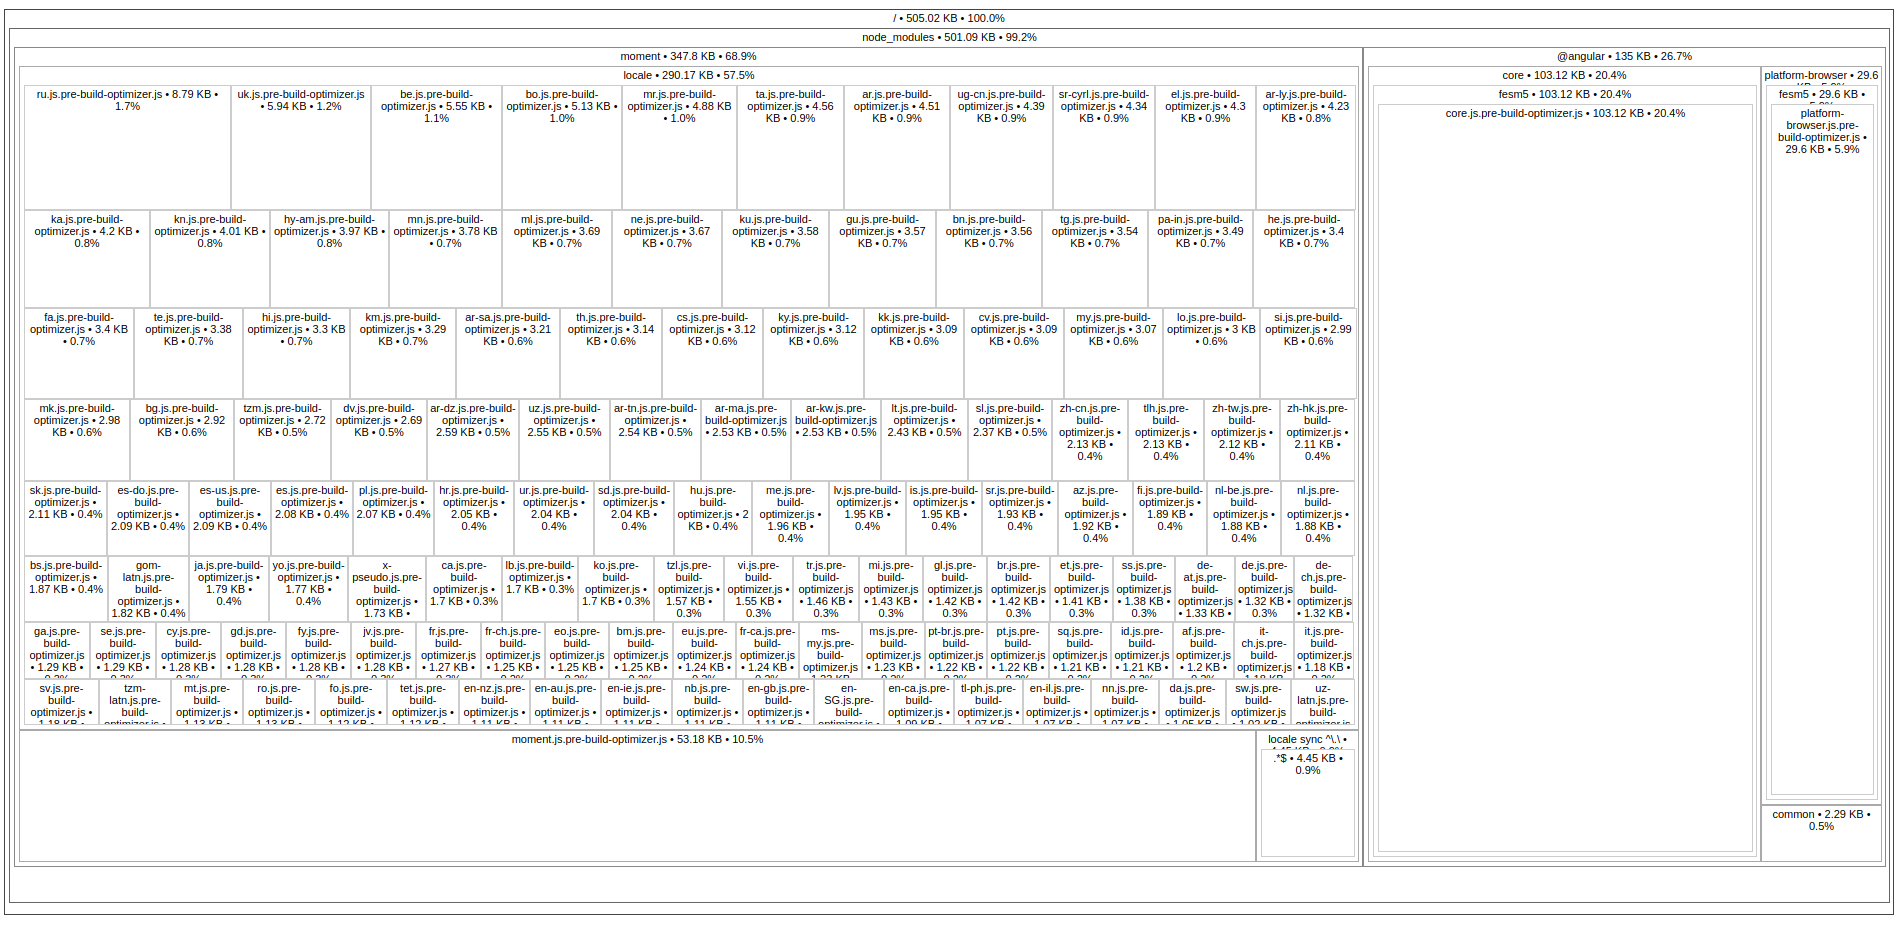 / • 505.02 KB • 100.0%
node_modules • 501.09 KB • 99.2%
moment • 347.8 KB • 68.9%
locale • 290.17 KB • 57.5%
ru.js.pre-build-optimizer.js • 8.79 KB •
1.7%
uk.js.pre-build-optimizer.js
• 5.94 KB • 1.2%
be.js.pre-build-
optimizer.js • 5.55 KB •
1.1%
bo.js.pre-build-
optimizer.js • 5.13 KB •
1.0%
mr.js.pre-build-
optimizer.js • 4.88 KB
• 1.0%
ta.js.pre-build-
optimizer.js • 4.56
KB • 0.9%
ar.js.pre-build-
optimizer.js • 4.51
KB • 0.9%
ug-cn.js.pre-build-
optimizer.js • 4.39
KB • 0.9%
sr-cyrl.js.pre-build-
optimizer.js • 4.34
KB • 0.9%
el.js.pre-build-
optimizer.js • 4.3
KB • 0.9%
ar-ly.js.pre-build-
optimizer.js • 4.23
KB • 0.8%
ka.js.pre-build-
optimizer.js • 4.2 KB •
0.8%
kn.js.pre-build-
optimizer.js • 4.01 KB •
0.8%
hy-am.js.pre-build-
optimizer.js • 3.97 KB •
0.8%
mn.js.pre-build-
optimizer.js • 3.78 KB
• 0.7%
ml.js.pre-build-
optimizer.js • 3.69
KB • 0.7%
ne.js.pre-build-
optimizer.js • 3.67
KB • 0.7%
ku.js.pre-build-
optimizer.js • 3.58
KB • 0.7%
gu.js.pre-build-
optimizer.js • 3.57
KB • 0.7%
bn.js.pre-build-
optimizer.js • 3.56
KB • 0.7%
tg.js.pre-build-
optimizer.js • 3.54
KB • 0.7%
pa-in.js.pre-build-
optimizer.js • 3.49
KB • 0.7%
he.js.pre-build-
optimizer.js • 3.4
KB • 0.7%
fa.js.pre-build-
optimizer.js • 3.4 KB
• 0.7%
te.js.pre-build-
optimizer.js • 3.38
KB • 0.7%
hi.js.pre-build-
optimizer.js • 3.3 KB
• 0.7%
km.js.pre-build-
optimizer.js • 3.29
KB • 0.7%
ar-sa.js.pre-build-
optimizer.js • 3.21
KB • 0.6%
th.js.pre-build-
optimizer.js • 3.14
KB • 0.6%
cs.js.pre-build-
optimizer.js • 3.12
KB • 0.6%
ky.js.pre-build-
optimizer.js • 3.12
KB • 0.6%
kk.js.pre-build-
optimizer.js • 3.09
KB • 0.6%
cv.js.pre-build-
optimizer.js • 3.09
KB • 0.6%
my.js.pre-build-
optimizer.js • 3.07
KB • 0.6%
lo.js.pre-build-
optimizer.js • 3 KB
• 0.6%
si.js.pre-build-
optimizer.js • 2.99
KB • 0.6%
mk.js.pre-build-
optimizer.js • 2.98
KB • 0.6%
bg.js.pre-build-
optimizer.js • 2.92
KB • 0.6%
tzm.js.pre-build-
optimizer.js • 2.72
KB • 0.5%
dv.js.pre-build-
optimizer.js • 2.69
KB • 0.5%
ar-dz.js.pre-build-
optimizer.js •
2.59 KB • 0.5%
uz.js.pre-build-
optimizer.js •
2.55 KB • 0.5%
ar-tn.js.pre-build-
optimizer.js •
2.54 KB • 0.5%
ar-ma.js.pre-
build-optimizer.js
• 2.53 KB • 0.5%
ar-kw.js.pre-
build-optimizer.js
• 2.53 KB • 0.5%
lt.js.pre-build-
optimizer.js •
2.43 KB • 0.5%
sl.js.pre-build-
optimizer.js •
2.37 KB • 0.5%
zh-cn.js.pre-
build-
optimizer.js •
2.13 KB •
0.4%
tlh.js.pre-
build-
optimizer.js •
2.13 KB •
0.4%
zh-tw.js.pre-
build-
optimizer.js •
2.12 KB •
0.4%
zh-hk.js.pre-
build-
optimizer.js •
2.11 KB •
0.4%
sk.js.pre-build-
optimizer.js •
2.11 KB • 0.4%
es-do.js.pre-
build-
optimizer.js •
2.09 KB • 0.4%
es-us.js.pre-
build-
optimizer.js •
2.09 KB • 0.4%
es.js.pre-build-
optimizer.js •
2.08 KB • 0.4%
pl.js.pre-build-
optimizer.js •
2.07 KB • 0.4%
hr.js.pre-build-
optimizer.js •
2.05 KB •
0.4%
ur.js.pre-build-
optimizer.js •
2.04 KB •
0.4%
sd.js.pre-build-
optimizer.js •
2.04 KB •
0.4%
hu.js.pre-
build-
optimizer.js • 2
KB • 0.4%
me.js.pre-
build-
optimizer.js •
1.96 KB •
0.4%
lv.js.pre-build-
optimizer.js •
1.95 KB •
0.4%
is.js.pre-build-
optimizer.js •
1.95 KB •
0.4%
sr.js.pre-build-
optimizer.js •
1.93 KB •
0.4%
az.js.pre-
build-
optimizer.js •
1.92 KB •
0.4%
fi.js.pre-build-
optimizer.js •
1.89 KB •
0.4%
nl-be.js.pre-
build-
optimizer.js •
1.88 KB •
0.4%
nl.js.pre-
build-
optimizer.js •
1.88 KB •
0.4%
bs.js.pre-build-
optimizer.js •
1.87 KB • 0.4%
gom-
latn.js.pre-
build-
optimizer.js •
1.82 KB • 0.4%
ja.js.pre-build-
optimizer.js •
1.79 KB •
0.4%
yo.js.pre-build-
optimizer.js •
1.77 KB •
0.4%
x-
pseudo.js.pre-
build-
optimizer.js •
1.73 KB •
ca.js.pre-
build-
optimizer.js •
1.7 KB • 0.3%
lb.js.pre-build-
optimizer.js •
1.7 KB • 0.3%
ko.js.pre-
build-
optimizer.js •
1.7 KB • 0.3%
tzl.js.pre-
build-
optimizer.js •
1.57 KB •
0.3%
vi.js.pre-
build-
optimizer.js •
1.55 KB •
0.3%
tr.js.pre-
build-
optimizer.js
• 1.46 KB •
0.3%
mi.js.pre-
build-
optimizer.js
• 1.43 KB •
0.3%
gl.js.pre-
build-
optimizer.js
• 1.42 KB •
0.3%
br.js.pre-
build-
optimizer.js
• 1.42 KB •
0.3%
et.js.pre-
build-
optimizer.js
• 1.41 KB •
0.3%
ss.js.pre-
build-
optimizer.js
• 1.38 KB •
0.3%
de-
at.js.pre-
build-
optimizer.js
• 1.33 KB •
de.js.pre-
build-
optimizer.js
• 1.32 KB •
0.3%
de-
ch.js.pre-
build-
optimizer.js
• 1.32 KB •
ga.js.pre-
build-
optimizer.js
• 1.29 KB •
se.js.pre-
build-
optimizer.js
• 1.29 KB •
cy.js.pre-
build-
optimizer.js
• 1.28 KB •
gd.js.pre-
build-
optimizer.js
• 1.28 KB •
fy.js.pre-
build-
optimizer.js
• 1.28 KB •
jv.js.pre-
build-
optimizer.js
• 1.28 KB •
fr.js.pre-
build-
optimizer.js
• 1.27 KB •
fr-ch.js.pre-
build-
optimizer.js
• 1.25 KB •
eo.js.pre-
build-
optimizer.js
• 1.25 KB •
bm.js.pre-
build-
optimizer.js
• 1.25 KB •
eu.js.pre-
build-
optimizer.js
• 1.24 KB •
fr-ca.js.pre-
build-
optimizer.js
• 1.24 KB •
ms-
my.js.pre-
build-
optimizer.js
ms.js.pre-
build-
optimizer.js
• 1.23 KB •
pt-br.js.pre-
build-
optimizer.js
• 1.22 KB •
pt.js.pre-
build-
optimizer.js
• 1.22 KB •
sq.js.pre-
build-
optimizer.js
• 1.21 KB •
id.js.pre-
build-
optimizer.js
• 1.21 KB •
af.js.pre-
build-
optimizer.js
• 1.2 KB •
it-
ch.js.pre-
build-
optimizer.js
it.js.pre-
build-
optimizer.js
• 1.18 KB •
sv.js.pre-
build-
optimizer.js •
tzm-
latn.js.pre-
build-
mt.js.pre-
build-
optimizer.js •
ro.js.pre-
build-
optimizer.js •
fo.js.pre-
build-
optimizer.js •
tet.js.pre-
build-
optimizer.js •
en-nz.js.pre-
build-
optimizer.js •
en-au.js.pre-
build-
optimizer.js •
en-ie.js.pre-
build-
optimizer.js •
nb.js.pre-
build-
optimizer.js •
en-gb.js.pre-
build-
optimizer.js •
en-
SG.js.pre-
build-
en-ca.js.pre-
build-
optimizer.js •
tl-ph.js.pre-
build-
optimizer.js •
en-il.js.pre-
build-
optimizer.js •
nn.js.pre-
build-
optimizer.js •
da.js.pre-
build-
optimizer.js
sw.js.pre-
build-
optimizer.js
uz-
latn.js.pre-
build-
moment.js.pre-build-optimizer.js • 53.18 KB • 10.5%
locale sync ^\.\ •
.*$ • 4.45 KB •
0.9%
@angular • 135 KB • 26.7%
core • 103.12 KB • 20.4%
fesm5 • 103.12 KB • 20.4%
core.js.pre-build-optimizer.js • 103.12 KB • 20.4%
platform-browser • 29.6
fesm5 • 29.6 KB •
platform-
browser.js.pre-
build-optimizer.js •
29.6 KB • 5.9%
common • 2.29 KB •
0.5%